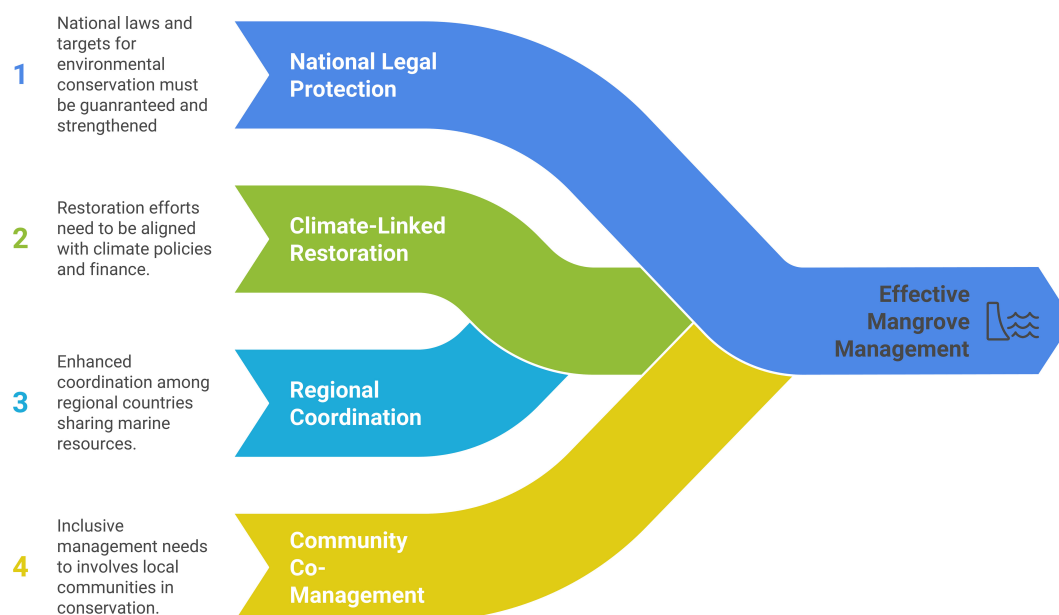 1
National laws and
targets for
environmental
conservation must
be guanranteed and
strengthened
National Legal
Protection
2
Restoration efforts
need to be aligned
with climate policies
and finance.
Climate-Linked
Restoration
Effective
Mangrove
Management
3
Enhanced
coordination among
regional countries
sharing marine
resources.
Regional
Coordination
4
Inclusive
management needs
to involves local
communities in
conservation.
Community
Co-
Management